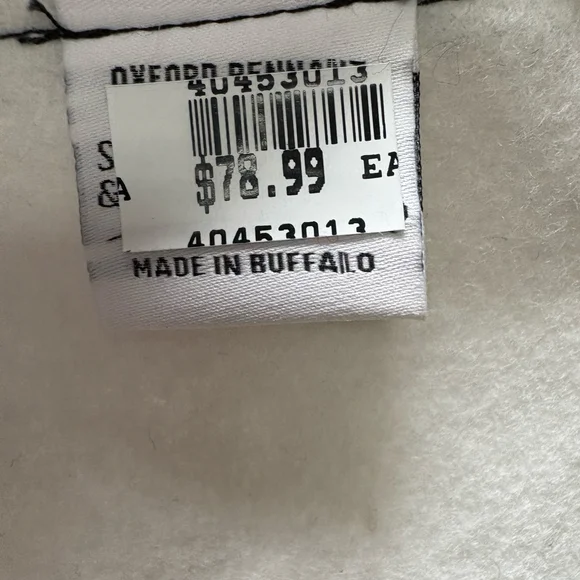 OXFORD PENNANT
40453013
S
$78.99 EA
&
A
40453013
MADE IN BUFFALO